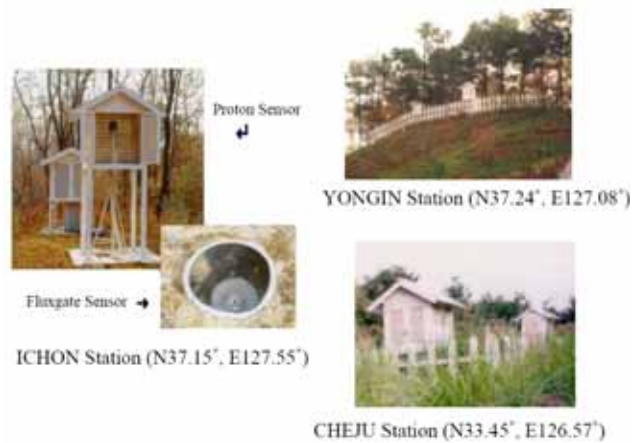 Proton Sensor
↲
YONGIN Station (N37.24˚, E127.08˚)
Fluxgate Sensor →
ICHON Station (N37.15˚, E127.55˚)
CHEJU Station (N33.45˚, E126.57˚)